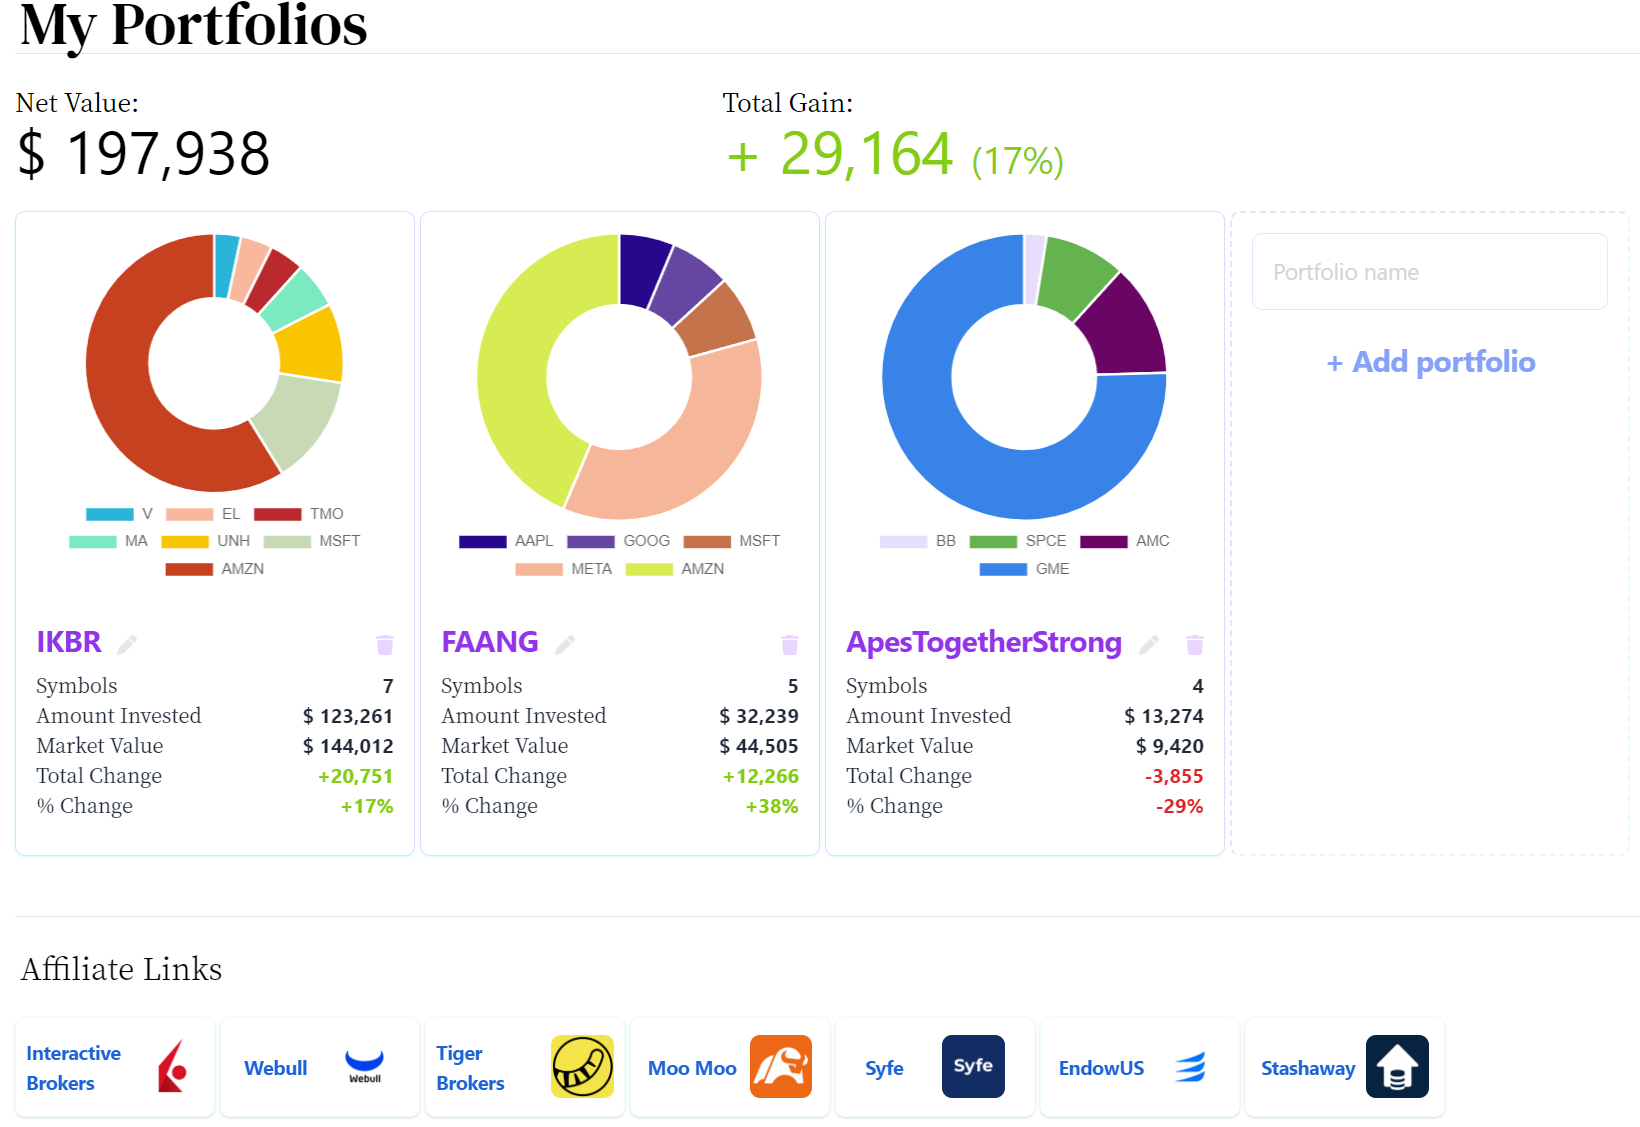 My Portfolios
Net Value:
$ 197,938
Total Gain:
+ 29,164 (17%)
V EL TMO
MA UNH MSFT
AMZN
IKBR
Symbols 7
Amount Invested $ 123,261
Market Value $ 144,012
Total Change +20,751
% Change +17%
AAPL GOOG MSFT
META AMZN
FAANG
Symbols 5
Amount Invested $ 32,239
Market Value $ 44,505
Total Change +12,266
% Change +38%
BB SPCE AMC
GME
ApesTogetherStrong
Symbols 4
Amount Invested $ 13,274
Market Value $ 9,420
Total Change -3,855
% Change -29%
Portfolio name
+ Add portfolio
Affiliate Links
Interactive
Brokers
Webull
Webull
Tiger
Brokers
Moo Moo
Syfe
Syfe
EndowUS
Stashaway